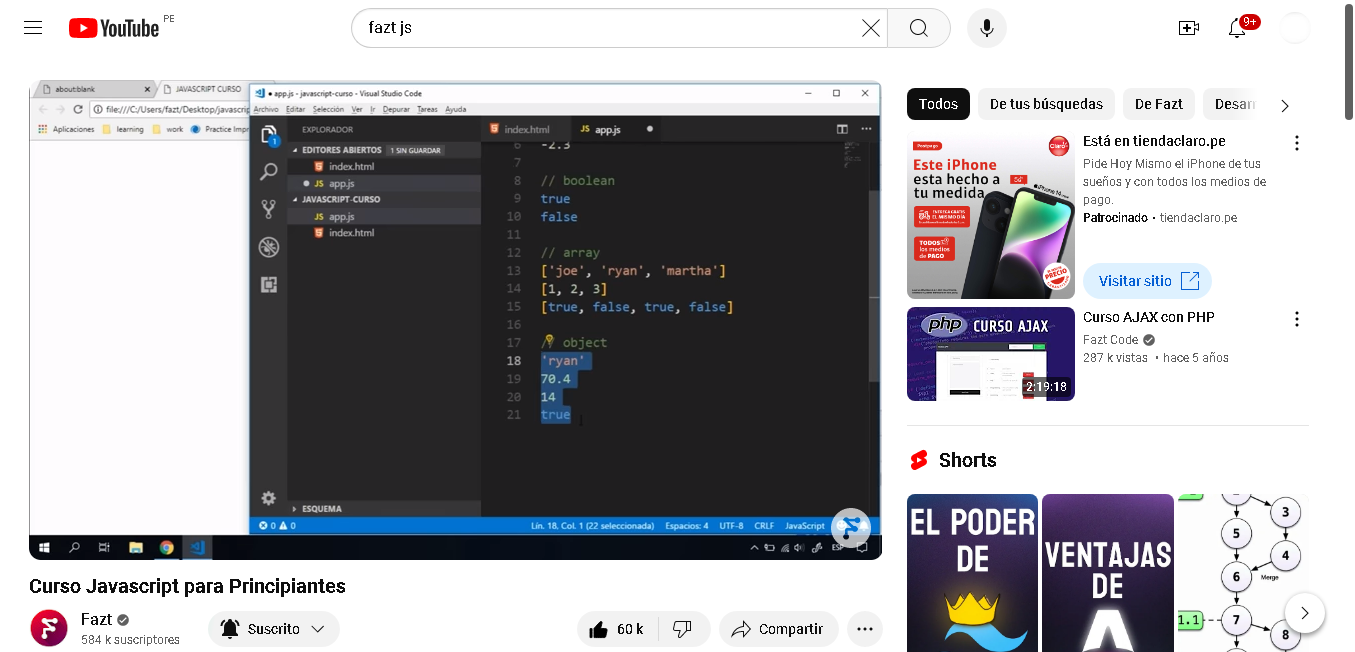 YouTube PE
fazt js
9+
about:blank
JAVASCRIPT CURSO
app.js - javascript-curso - Visual Studio Code
file:///C:/Users/fazt/Desktop/javascrip
Archivo Editar Selección Ver Ir Depurar Tareas Ayuda
Aplicaciones learning work Practice Impr
EXPLORADOR
EDITORES ABIERTOS 1 SIN GUARDAR
index.html
JS app.js
JAVASCRIPT-CURSO
JS app.js
index.html
ESQUEMA
index.html JS app.js
6 -2.3
7
8 // boolean
9 true
10 false
11
12 // array
13 ['joe', 'ryan', 'martha']
14 [1, 2, 3]
15 [true, false, true, false]
16
17 // object
18 'ryan'
19 70.4
20 14
21 true
0 0 Lín. 18, Col. 1 (22 seleccionada) Espacios: 4 UTF-8 CRLF JavaScript
ESP
Curso Javascript para Principiantes
Fazt
584 k suscriptores
Suscrito
60 k
Compartir
Todos De tus búsquedas De Fazt Desarr
Postpago
Claro
Este iPhone
esta hecho a
tu medida
iPhone 14
ENTREGA GRATIS
EL MISMO DÍA
TODOS
los medios
de PAGO
PRECIO
Está en tiendaclaro.pe
Pide Hoy Mismo el iPhone de tus
sueños y con todos los medios de
pago.
Patrocinado • tiendaclaro.pe
Visitar sitio
php CURSO AJAX
2:19:18
Curso AJAX con PHP
Fazt Code
287 k vistas • hace 5 años
Shorts
EL PODER
DE
VENTAJAS
DE
3
5
4
6
Merge
1.1
7
8